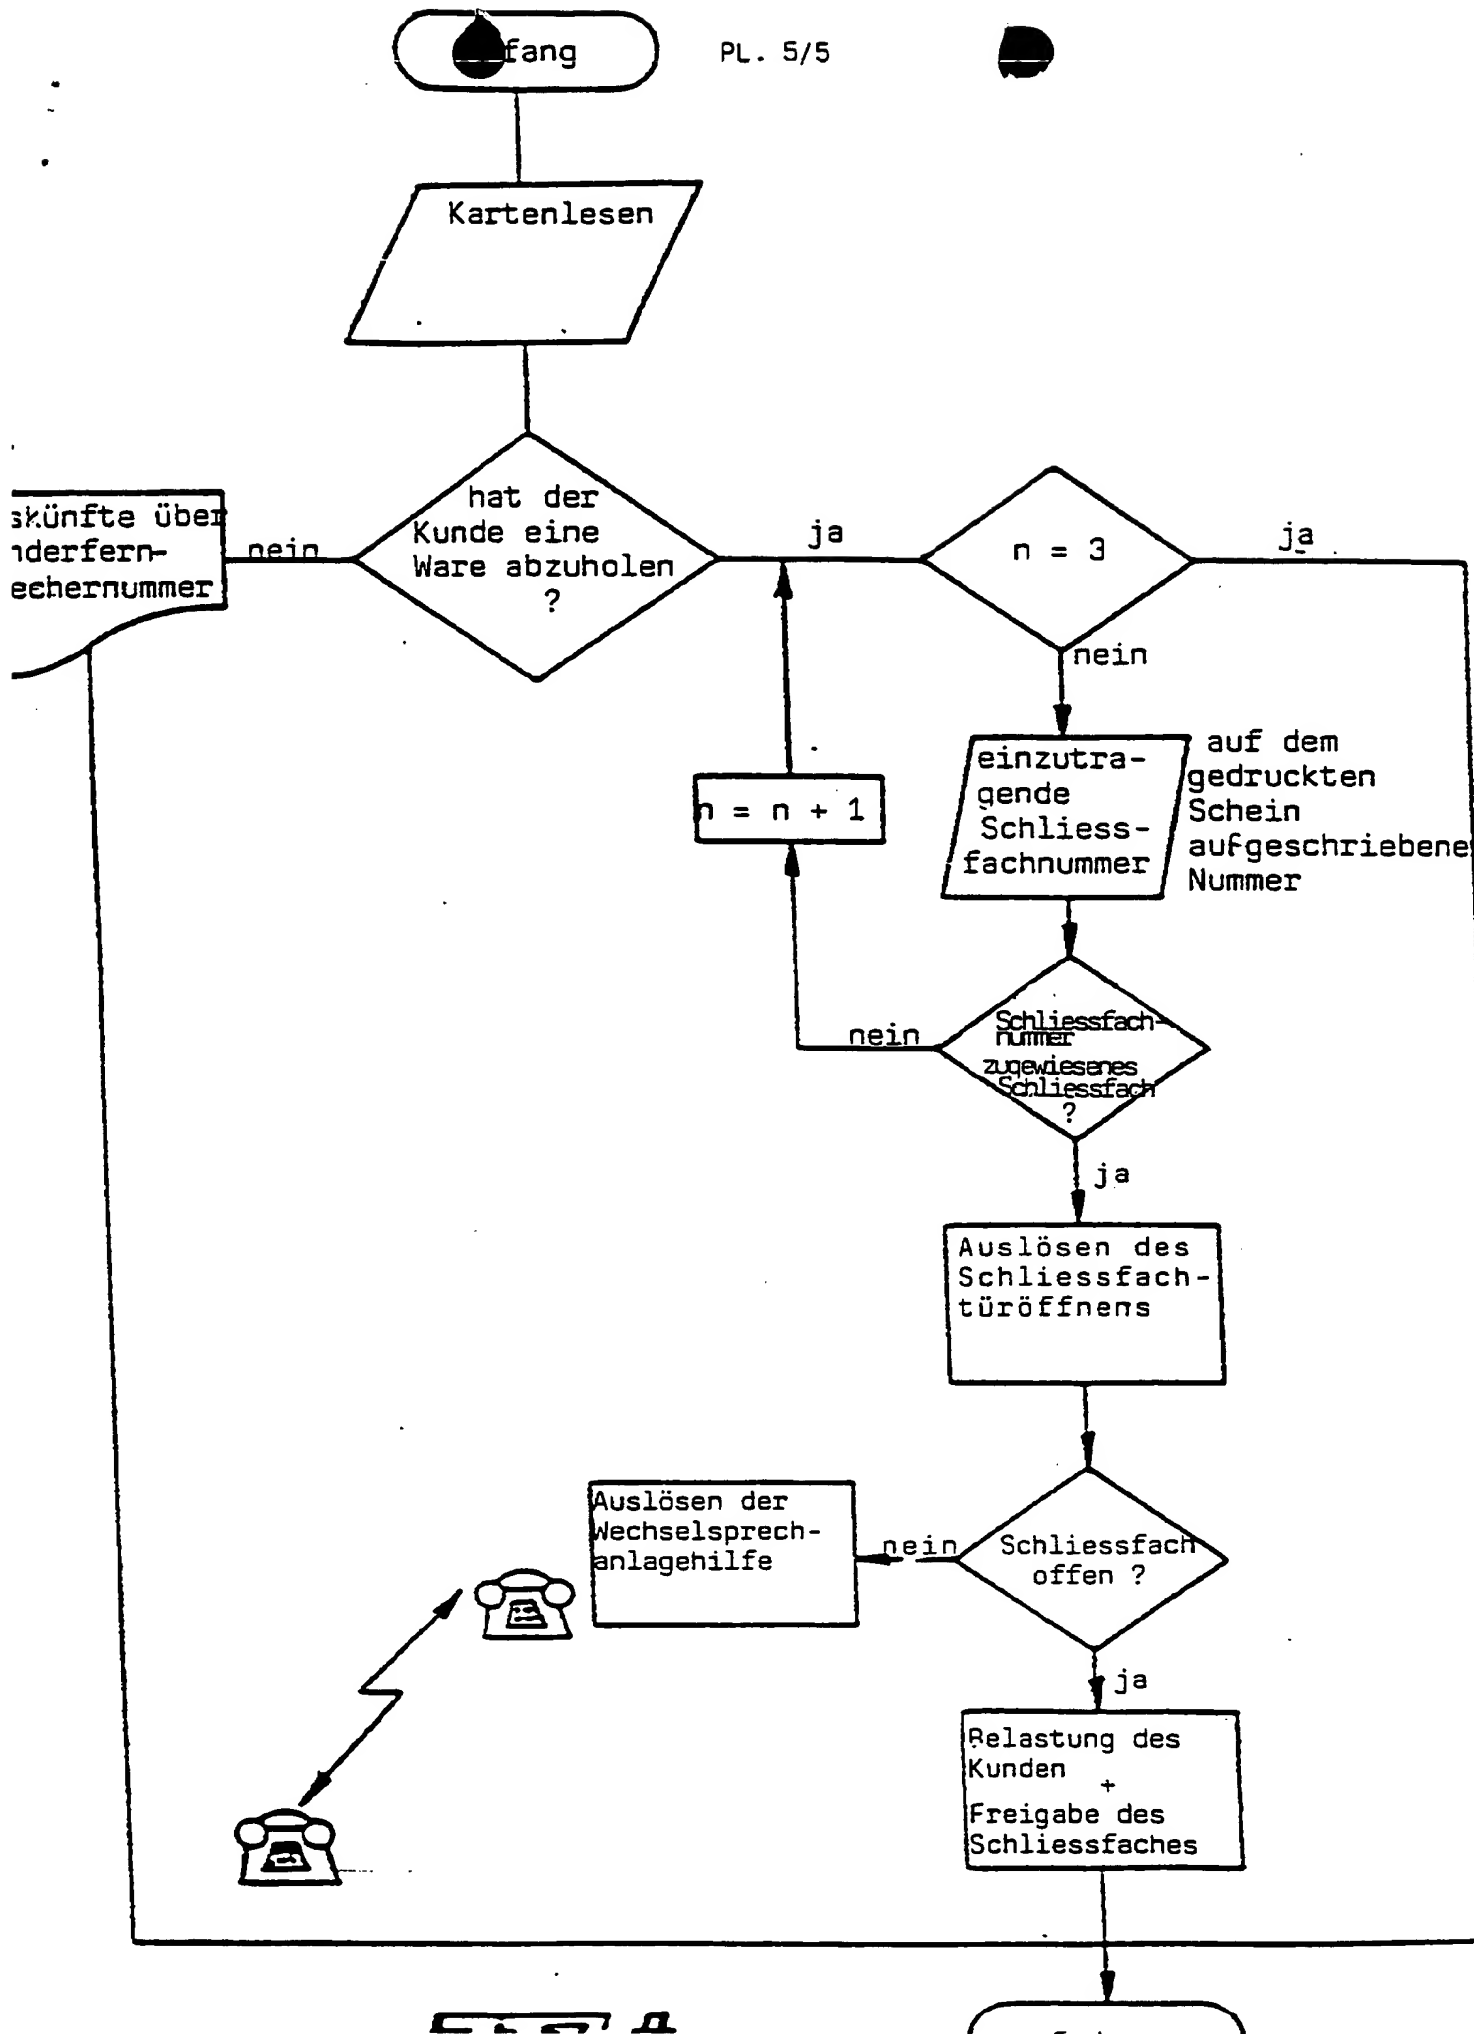 fang
PL. 5/5
Kartenlesen
hat der
Kunde eine
Ware abzuholen
?
nein
ja
n = 3
ja
nein
skünfte über
nderfern-
echernummer
n = n + 1
einzutra-
gende
Schliess-
fachnummer
auf dem
gedruckten
Schein
aufgeschriebene
Nummer
nein
Schliessfach-
nummer
zugewiesenes
Schliessfach
?
ja
Auslösen des
Schliessfach-
türöffnens
Auslösen der
Wechselsprech-
anlagehilfe
nein
Schliessfach
offen ?
ja
Belastung des
Kunden
+
Freigabe des
Schliessfaches